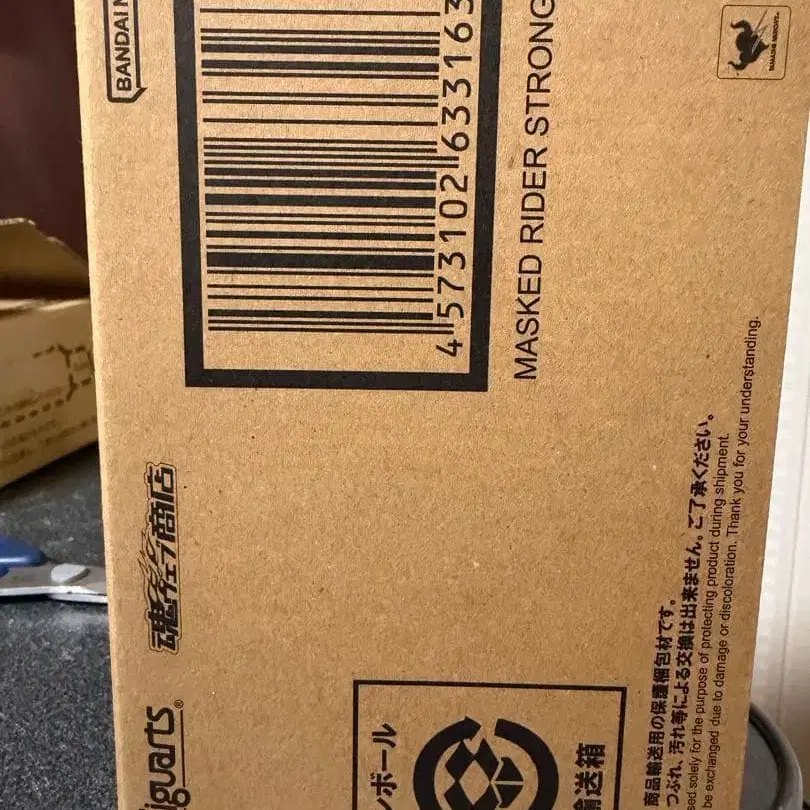 BANDAI
4 573102 633163
MASKED RIDER STRONG
TAMASHII NATIONS
魂ウェブ商店
Figuarts®
商品輸送用の保護梱包材です。
つぶれ、汚れ等による交換は出来ません。ご了承ください。
solely for the purpose of protecting product during shipment.
be exchanged due to damage or discoloration. Thank you for your understanding.
ボール
輸送箱